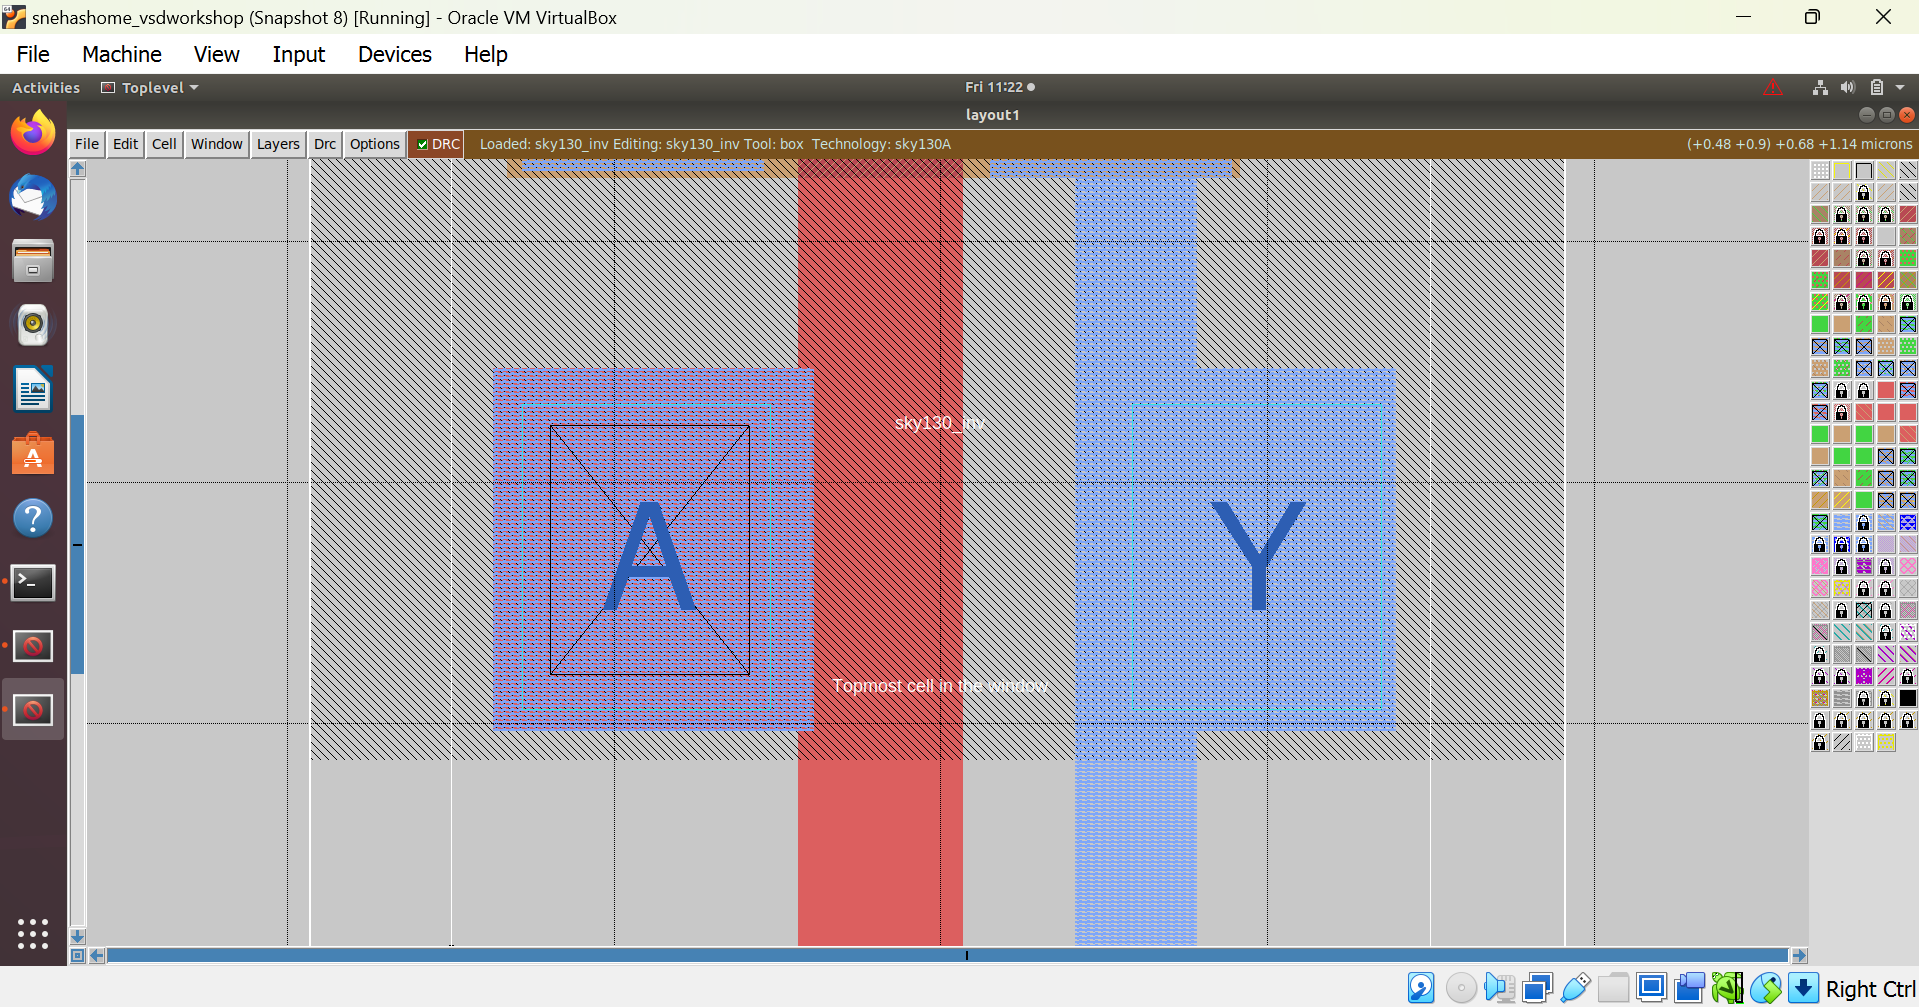 snehashome_vsdworkshop (Snapshot 8) [Running] - Oracle VM VirtualBox
File Machine View Input Devices Help
Activities Toplevel Fri 11:22
layout1
File Edit Cell Window Layers Drc Options DRC Loaded: sky130_inv Editing: sky130_inv Tool: box Technology: sky130A (+0.48 +0.9) +0.68 +1.14 microns
sky130_inv
A Y
Topmost cell in the window
Right Ctrl